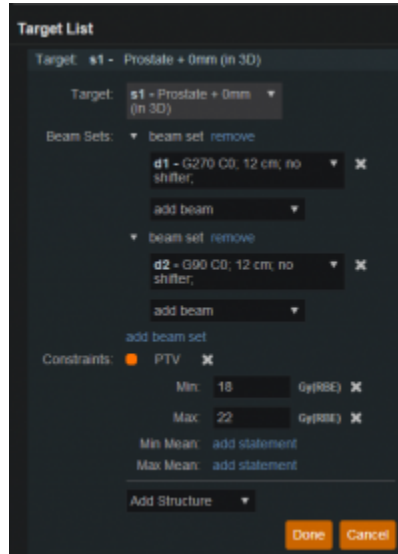 Target List
Target: s1 - Prostate + 0mm (in 3D)
Target: s1 - Prostate + 0mm
(in 3D)
Beam Sets: beam set remove
d1 - G270 C0; 12 cm; no
shifter;
add beam
beam set remove
d2 - G90 C0; 12 cm; no
shifter;
add beam
add beam set
Constraints: PTV
Min: 18 Gy(RBE)
Max: 22 Gy(RBE)
Min Mean: add statement
Max Mean: add statement
Add Structure
Done Cancel